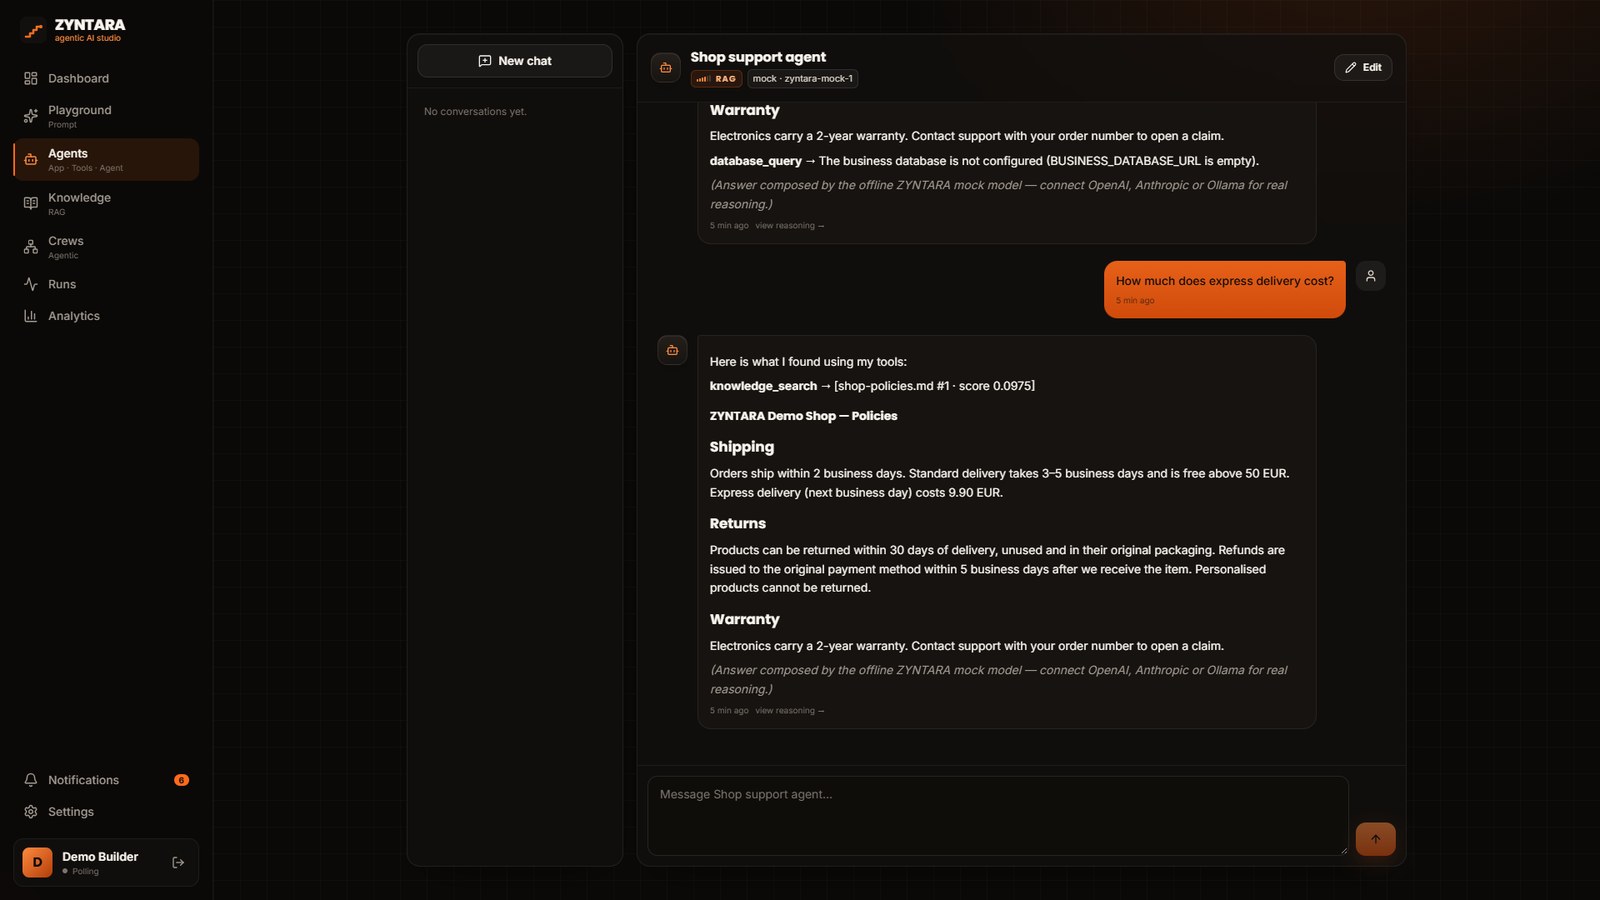 ZYNTARA
agentic AI studio
Dashboard
Playground
Prompt
Agents
App · Tools · Agent
Knowledge
RAG
Crews
Agentic
Runs
Analytics
Notifications
6
Settings
D
Demo Builder
Polling
New chat
No conversations yet.
Shop support agent
RAG
mock · zyntara-mock-1
Edit
Warranty
Electronics carry a 2-year warranty. Contact support with your order number to open a claim.
database_query → The business database is not configured (BUSINESS_DATABASE_URL is empty).
(Answer composed by the offline ZYNTARA mock model — connect OpenAI, Anthropic or Ollama for real
reasoning.)
5 min ago view reasoning →
How much does express delivery cost?
5 min ago
Here is what I found using my tools:
knowledge_search → [shop-policies.md #1 · score 0.0975]
ZYNTARA Demo Shop — Policies
Shipping
Orders ship within 2 business days. Standard delivery takes 3–5 business days and is free above 50 EUR.
Express delivery (next business day) costs 9.90 EUR.
Returns
Products can be returned within 30 days of delivery, unused and in their original packaging. Refunds are
issued to the original payment method within 5 business days after we receive the item. Personalised
products cannot be returned.
Warranty
Electronics carry a 2-year warranty. Contact support with your order number to open a claim.
(Answer composed by the offline ZYNTARA mock model — connect OpenAI, Anthropic or Ollama for real
reasoning.)
5 min ago view reasoning →
Message Shop support agent...